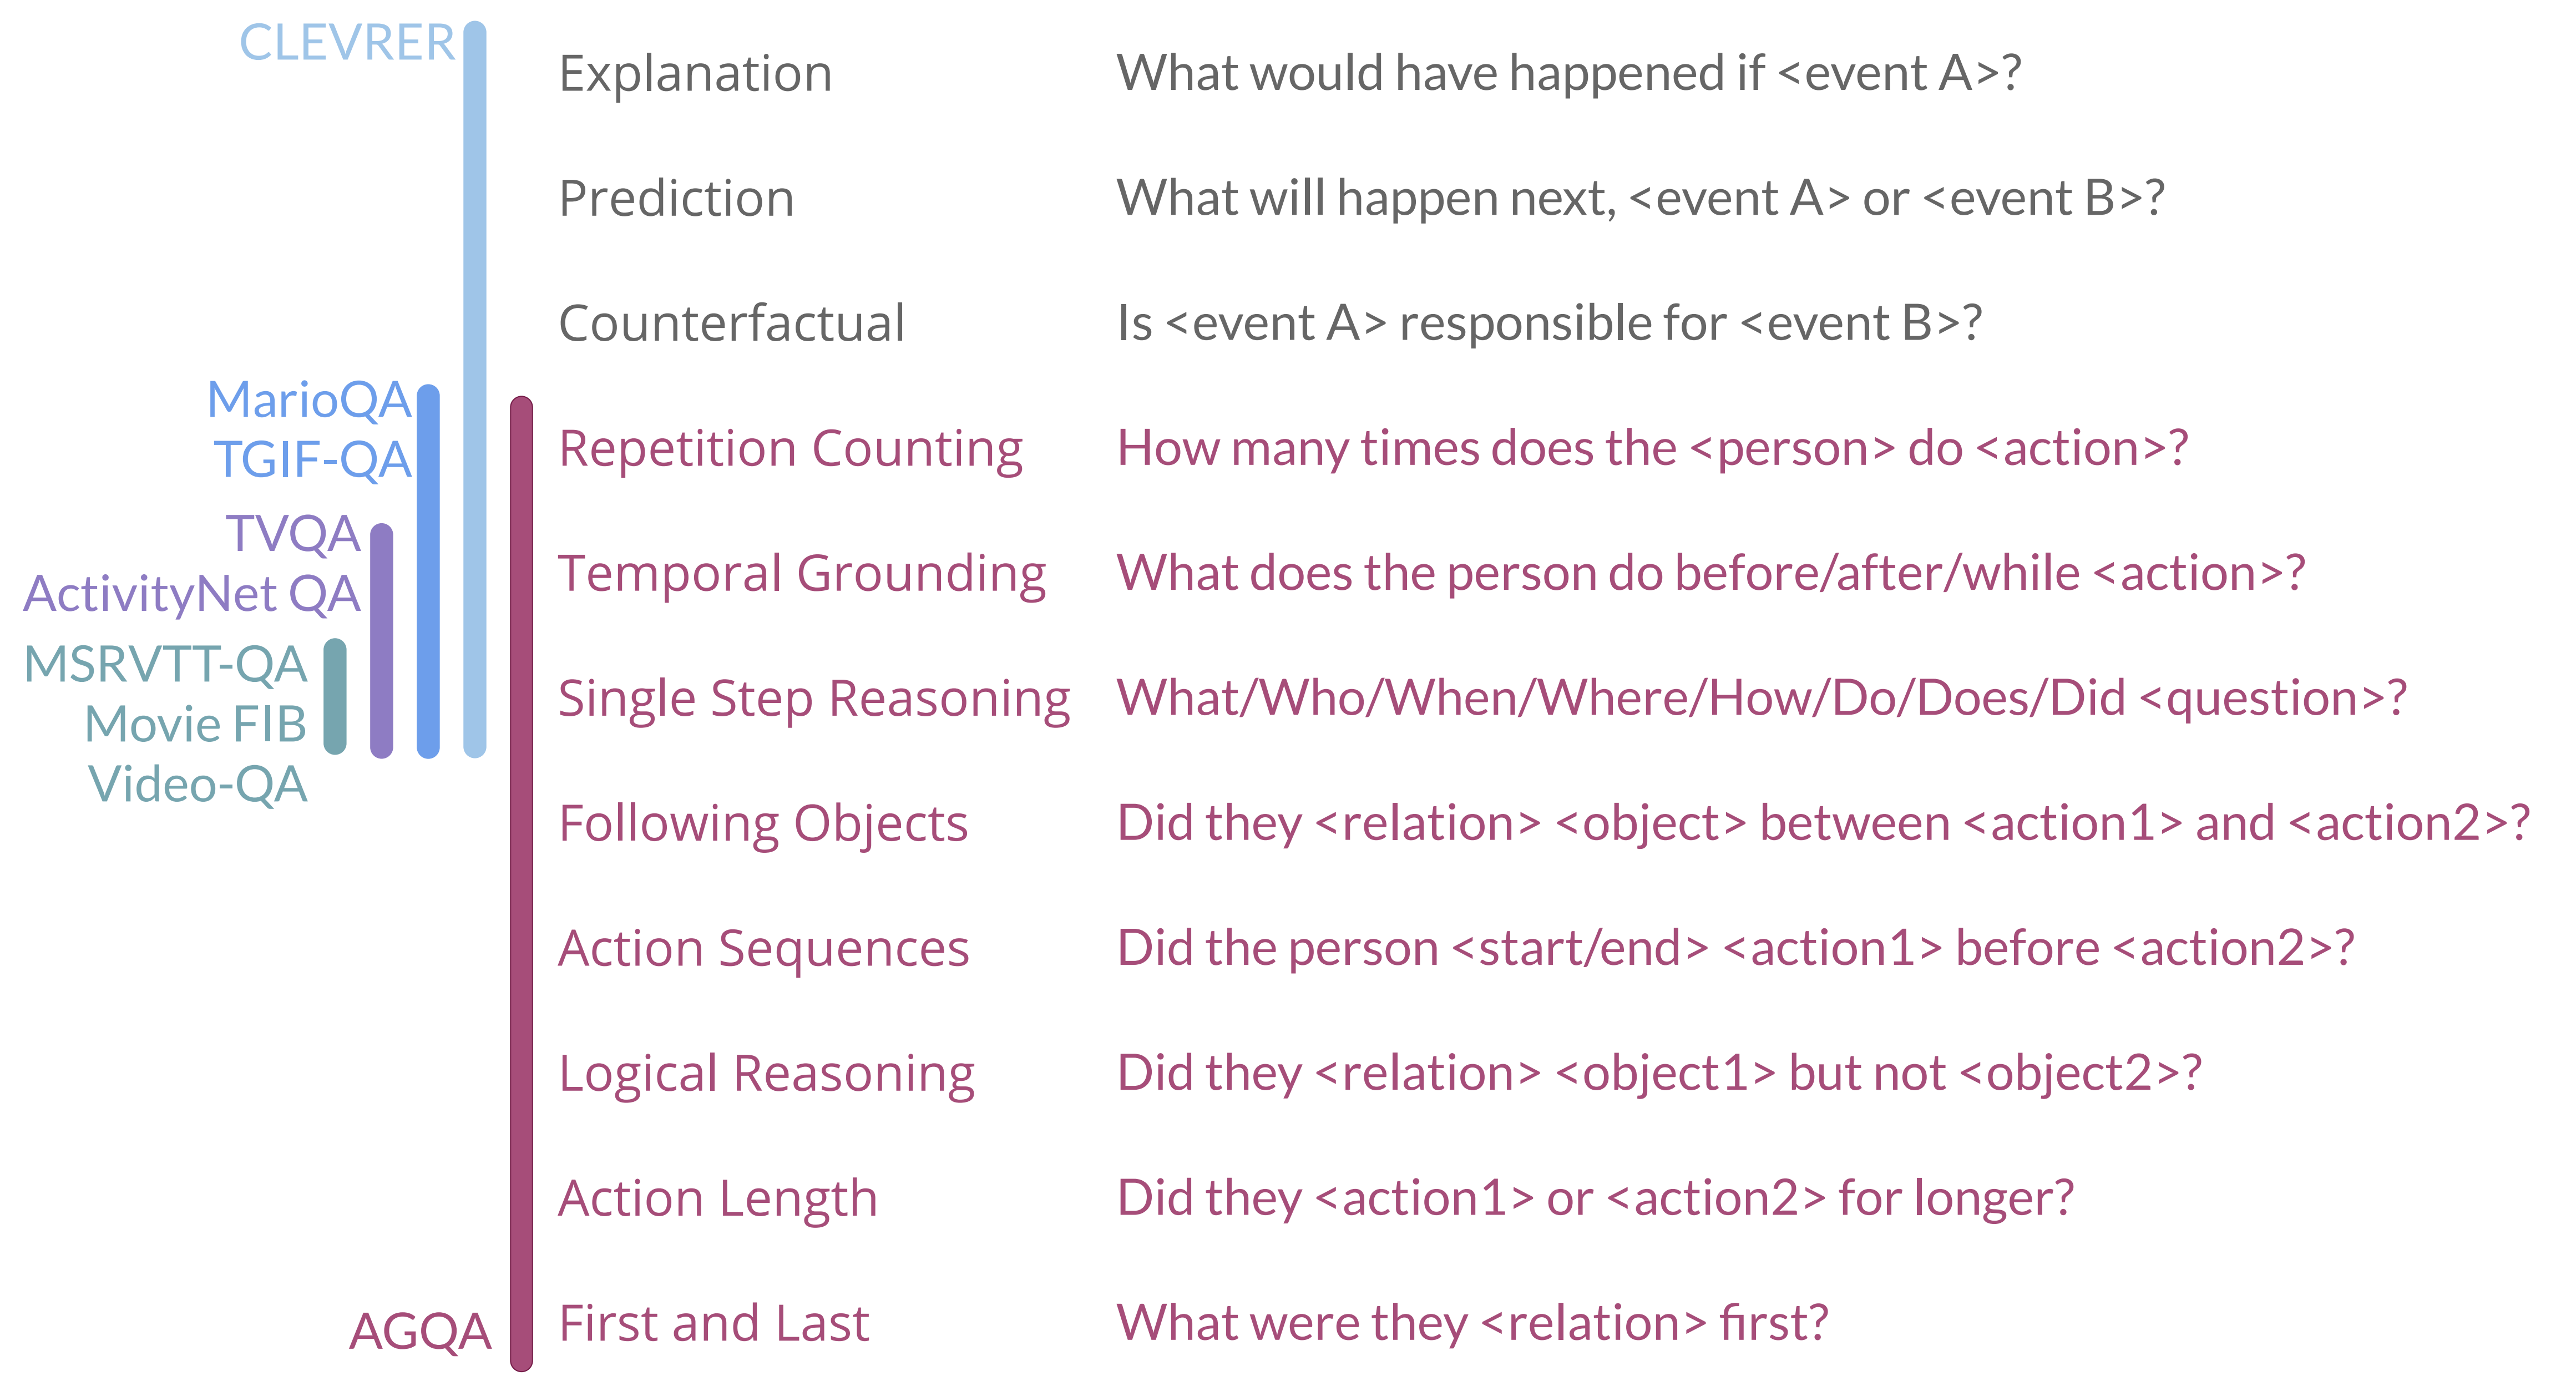 CLEVRER
Explanation What would have happened if <event A>?
Prediction What will happen next, <event A> or <event B>?
Counterfactual Is <event A> responsible for <event B>?
MarioQA
TGIF-QA
Repetition Counting How many times does the <person> do <action>?
TVQA
ActivityNet QA
Temporal Grounding What does the person do before/after/while <action>?
MSRVTT-QA
Movie FIB
Video-QA
Single Step Reasoning What/Who/When/Where/How/Do/Does/Did <question>?
Following Objects Did they <relation> <object> between <action1> and <action2>?
Action Sequences Did the person <start/end> <action1> before <action2>?
Logical Reasoning Did they <relation> <object1> but not <object2>?
Action Length Did they <action1> or <action2> for longer?
AGQA
First and Last What were they <relation> first?